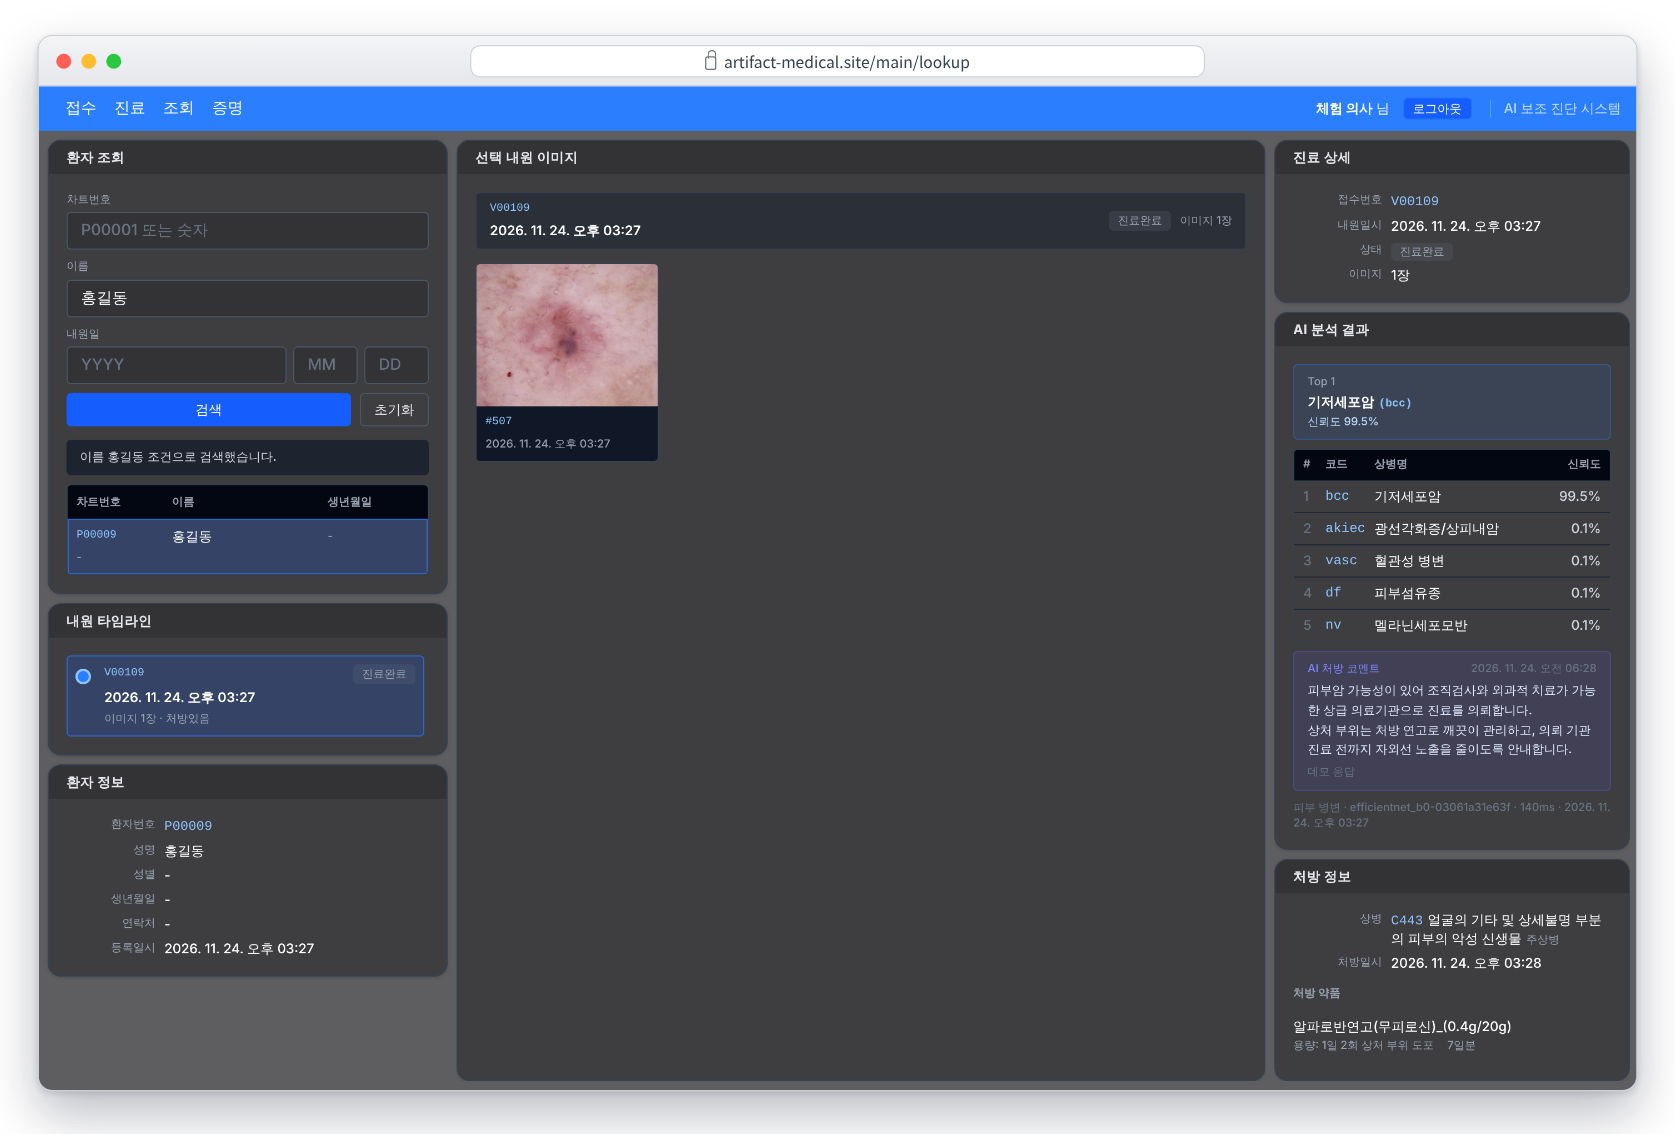 artifact-medical.site/main/lookup
접수 진료 조회 증명
체험 의사 님 로그아웃 AI 보조 진단 시스템
환자 조회
차트번호
P00001 또는 숫자
이름
홍길동
내원일
YYYY MM DD
검색 초기화
이름 홍길동 조건으로 검색했습니다.
차트번호 이름 생년월일
P00009 홍길동 -
-
내원 타임라인
V00109 진료완료
2026. 11. 24. 오후 03:27
이미지 1장 · 처방있음
환자 정보
환자번호 P00009
성명 홍길동
성별 -
생년월일 -
연락처 -
등록일시 2026. 11. 24. 오후 03:27
선택 내원 이미지
V00109
2026. 11. 24. 오후 03:27
진료완료 이미지 1장
#507
2026. 11. 24. 오후 03:27
진료 상세
접수번호 V00109
내원일시 2026. 11. 24. 오후 03:27
상태 진료완료
이미지 1장
AI 분석 결과
Top 1
기저세포암 (bcc)
신뢰도 99.5%
# 코드 상병명 신뢰도
1 bcc 기저세포암 99.5%
2 akiec 광선각화증/상피내암 0.1%
3 vasc 혈관성 병변 0.1%
4 df 피부섬유종 0.1%
5 nv 멜라닌세포모반 0.1%
AI 처방 코멘트 2026. 11. 24. 오전 06:28
피부암 가능성이 있어 조직검사와 외과적 치료가 가능
한 상급 의료기관으로 진료를 의뢰합니다.
상처 부위는 처방 연고로 깨끗이 관리하고, 의뢰 기관
진료 전까지 자외선 노출을 줄이도록 안내합니다.
데모 응답
피부 병변 · efficientnet_b0-03061a31e63f · 140ms · 2026. 11.
24. 오후 03:27
처방 정보
상병 C443 얼굴의 기타 및 상세불명 부분
의 피부의 악성 신생물 주상병
처방일시 2026. 11. 24. 오후 03:28
처방 약품
알파로반연고(무피로신)_(0.4g/20g)
용량: 1일 2회 상처 부위 도포 7일분